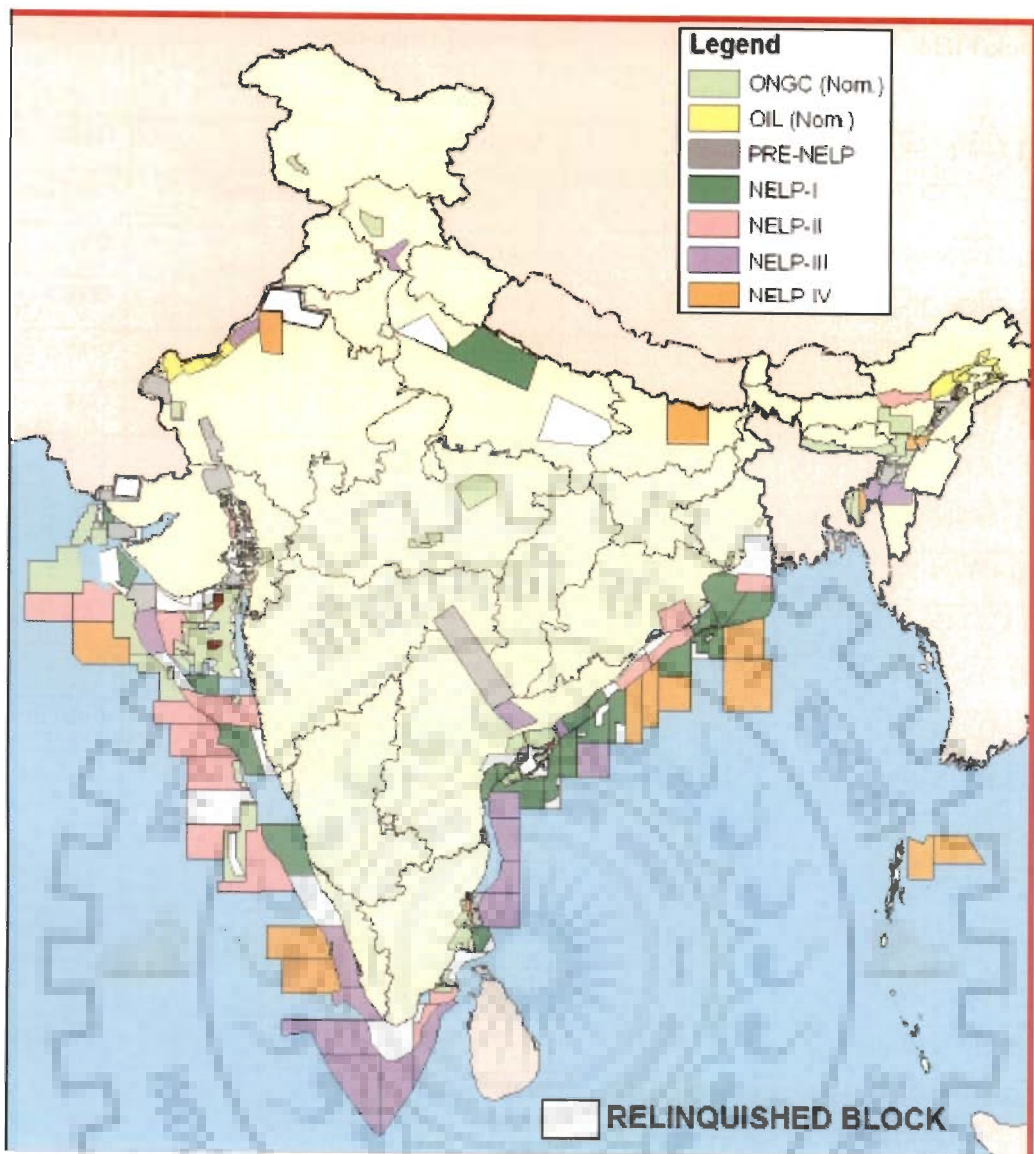 Legend
ONGC (Nom.)
OIL (Nom.)
PRE-NELP
NELP-I
NELP-II
NELP-III
NELP IV
RELINQUISHED BLOCK